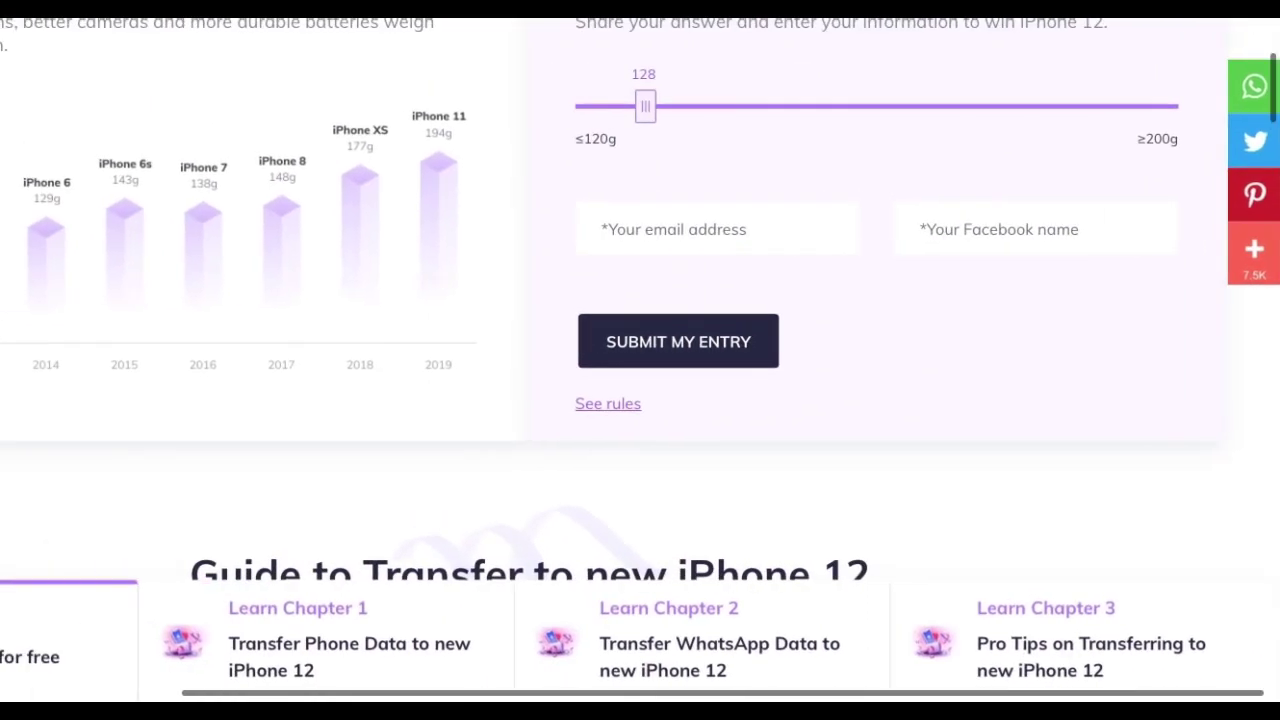 ns, better cameras and more durable batteries weigh
n.
iPhone 6
129g
iPhone 6s
143g
iPhone 7
138g
iPhone 8
148g
iPhone XS
177g
iPhone 11
194g
2014 2015 2016 2017 2018 2019
Share your answer and enter your information to win iPhone 12.
128
≤120g ≥200g
*Your email address *Your Facebook name
SUBMIT MY ENTRY
See rules
7.5K
Guide to Transfer to new iPhone 12
for free
Learn Chapter 1
Transfer Phone Data to new
iPhone 12
Learn Chapter 2
Transfer WhatsApp Data to
new iPhone 12
Learn Chapter 3
Pro Tips on Transferring to
new iPhone 12